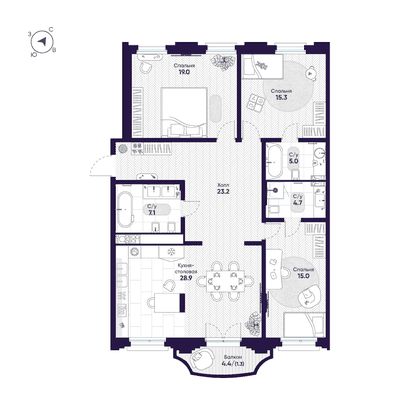 С
З
В
Ю
Спальня
19.0
Спальня
15.3
С/у
5.0
С/у
7.1
Холл
23.2
С/у
4.7
Кухня-
столовая
28.9
Спальня
15.0
Балкон
4.4/(1.3)